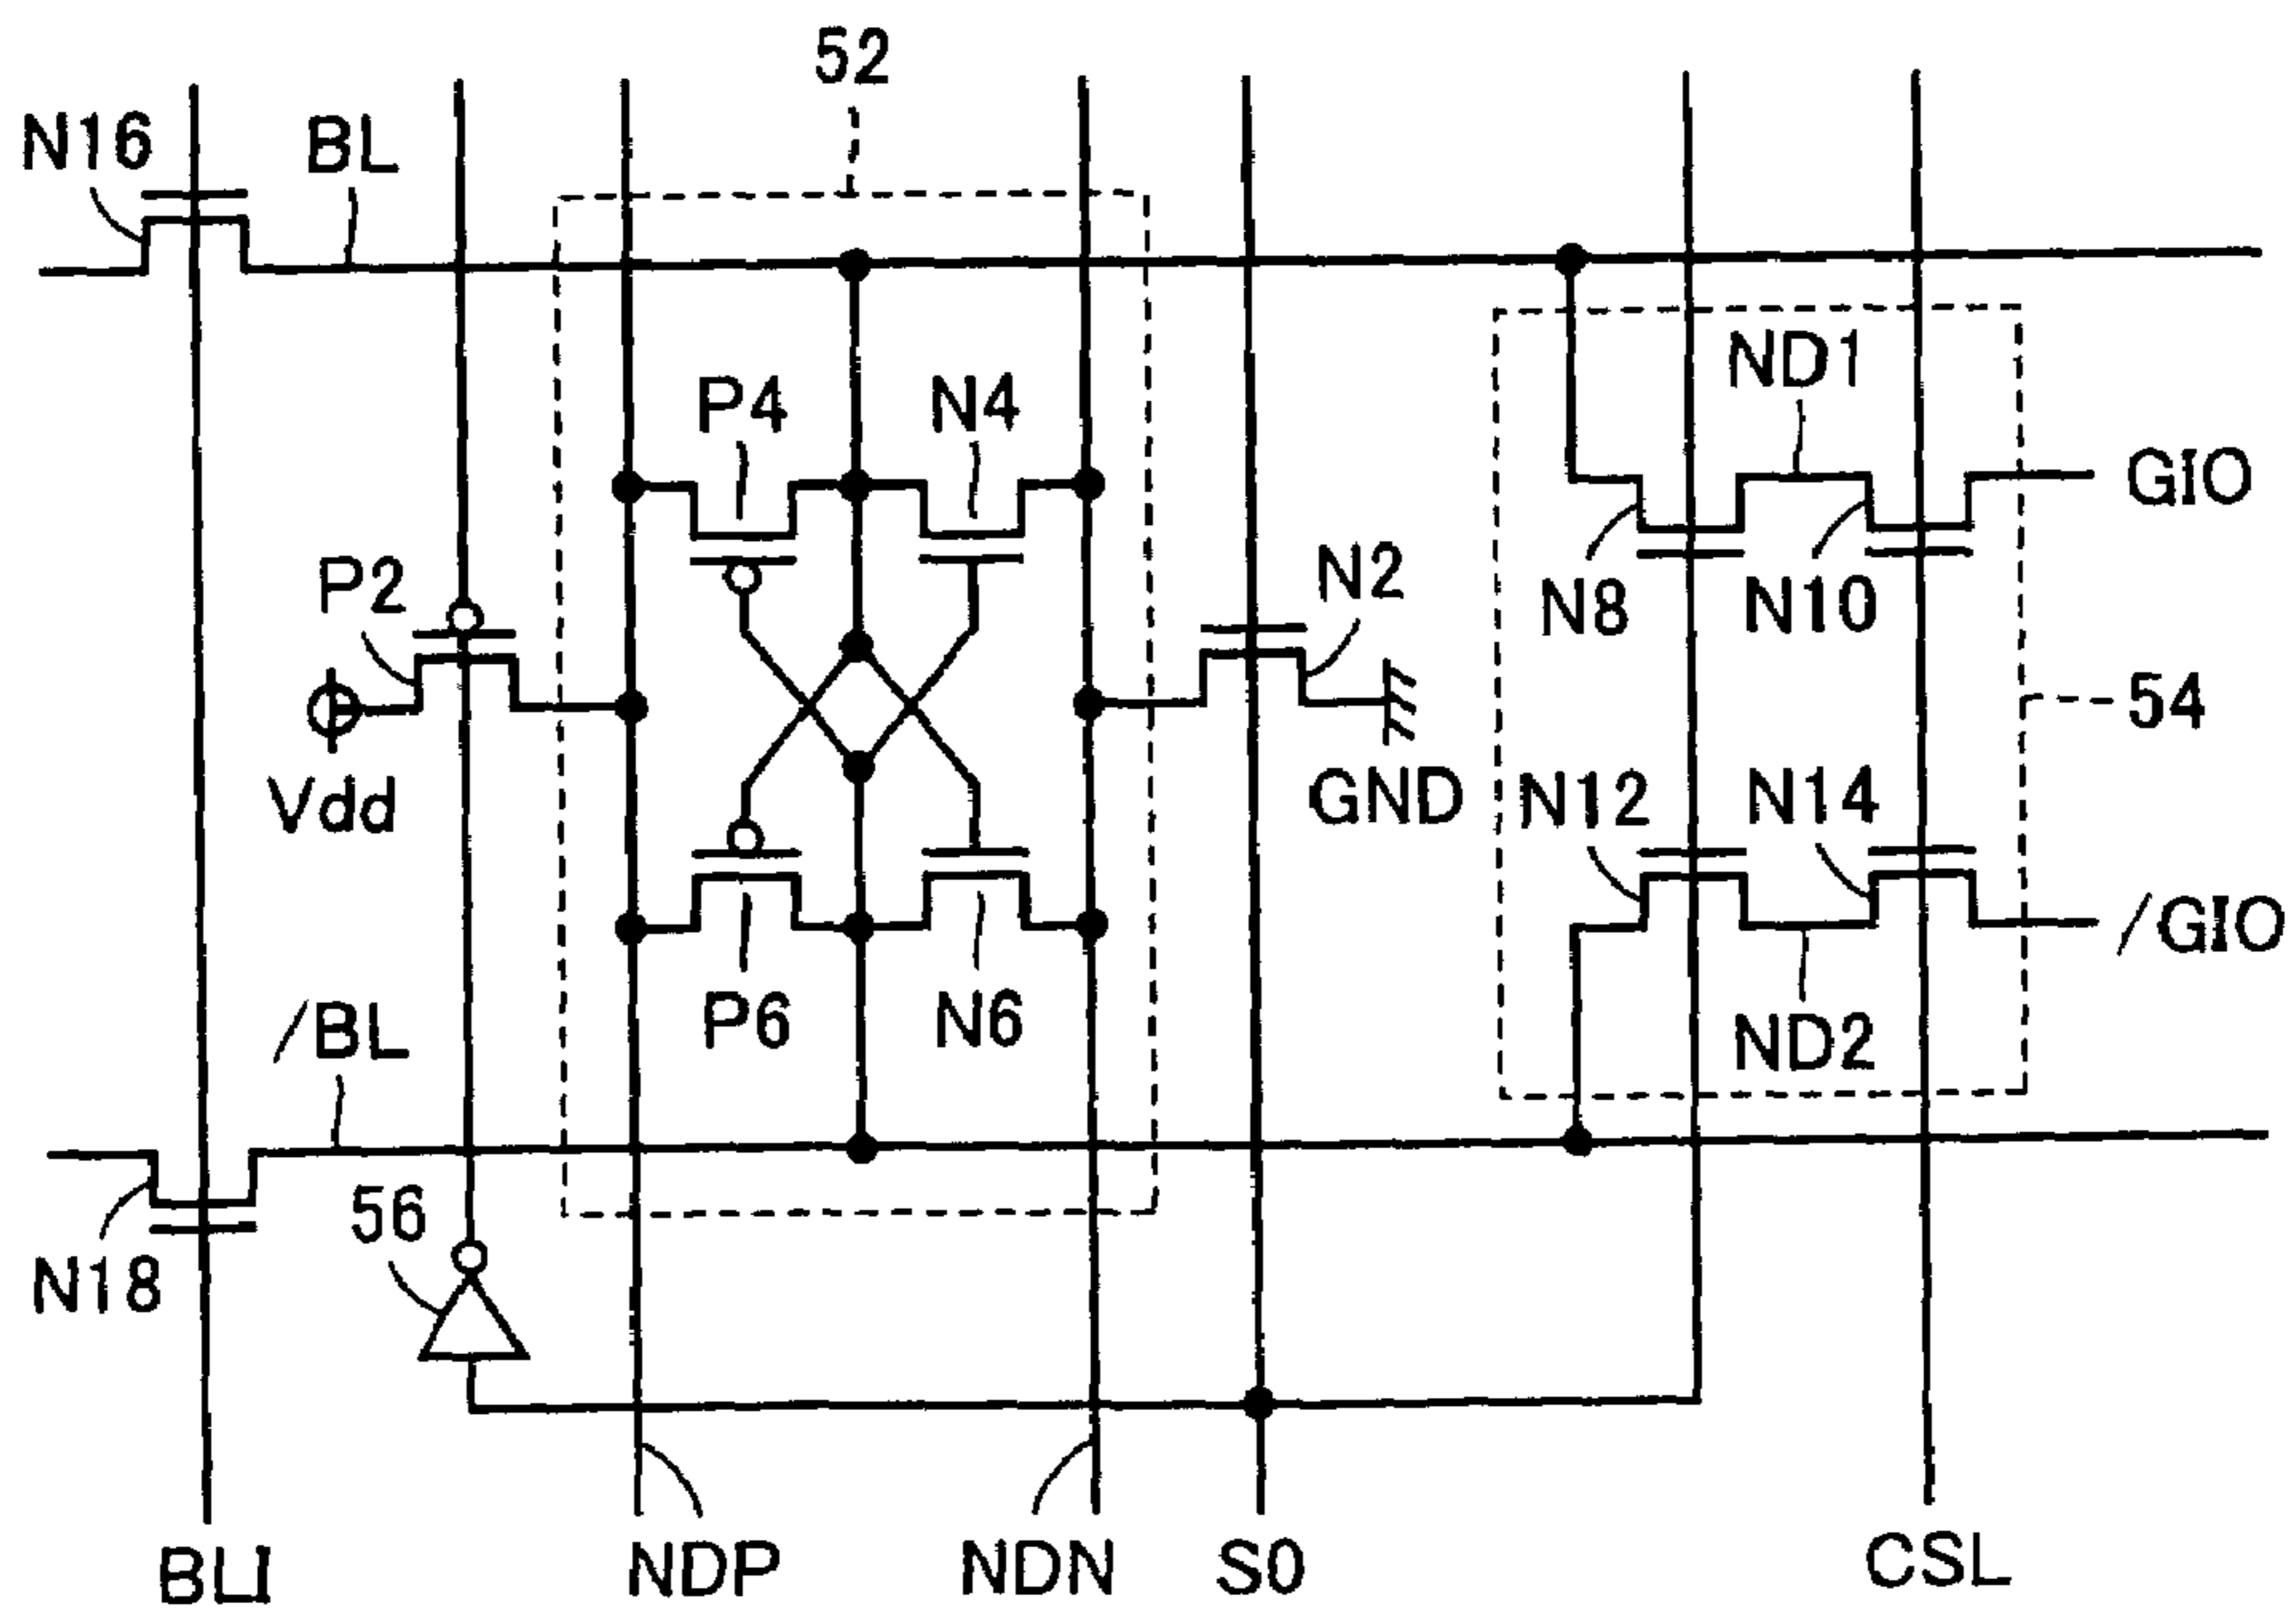 52
N16
BL
ND1
P4
N4
GIO
P2
N2
N8
N10
54
Vdd
GND
N12
N14
/GIO
P6
N6
/BL
ND2
56
N18
BLI
NDP
NDN
S0
CSL